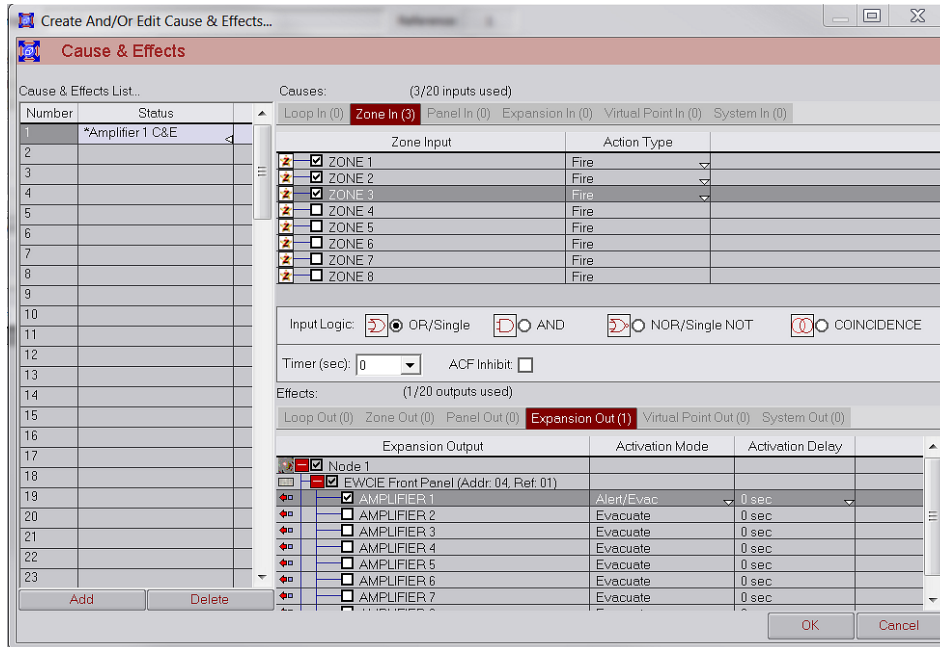 Create And/Or Edit Cause & Effects...
Cause & Effects
Cause & Effects List...
Number Status
1 *Amplifier 1 C&E
2
3
4
5
6
7
8
9
10
11
12
13
14
15
16
17
18
19
20
21
22
23
Add Delete
Causes: (3/20 inputs used)
Loop In (0) Zone In (3) Panel In (0) Expansion In (0) Virtual Point In (0) System In (0)
Zone Input Action Type
ZONE 1 Fire
ZONE 2 Fire
ZONE 3 Fire
ZONE 4 Fire
ZONE 5 Fire
ZONE 6 Fire
ZONE 7 Fire
ZONE 8 Fire
Input Logic: OR/Single AND NOR/Single NOT COINCIDENCE
Timer (sec): 0 ACF Inhibit:
Effects: (1/20 outputs used)
Loop Out (0) Zone Out (0) Panel Out (0) Expansion Out (1) Virtual Point Out (0) System Out (0)
Expansion Output Activation Mode Activation Delay
Node 1
EWCIE Front Panel (Addr: 04, Ref: 01)
AMPLIFIER 1 Alert/Evac 0 sec
AMPLIFIER 2 Evacuate 0 sec
AMPLIFIER 3 Evacuate 0 sec
AMPLIFIER 4 Evacuate 0 sec
AMPLIFIER 5 Evacuate 0 sec
AMPLIFIER 6 Evacuate 0 sec
AMPLIFIER 7 Evacuate 0 sec
OK Cancel